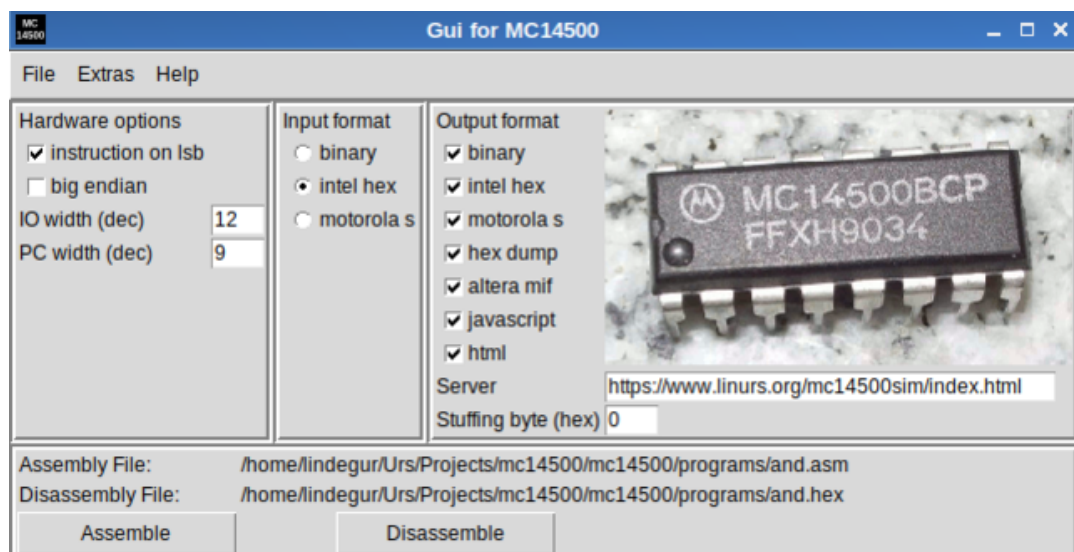 MC
14500
Gui for MC14500
File Extras Help
Hardware options
instruction on lsb
big endian
IO width (dec) 12
PC width (dec) 9
Input format
binary
intel hex
motorola s
Output format
binary
intel hex
motorola s
hex dump
altera mif
javascript
html
MC14500BCP
FFXH9034
Server https://www.linurs.org/mc14500sim/index.html
Stuffing byte (hex) 0
Assembly File: /home/lindegur/Urs/Projects/mc14500/mc14500/programs/and.asm
Disassembly File: /home/lindegur/Urs/Projects/mc14500/mc14500/programs/and.hex
Assemble Disassemble